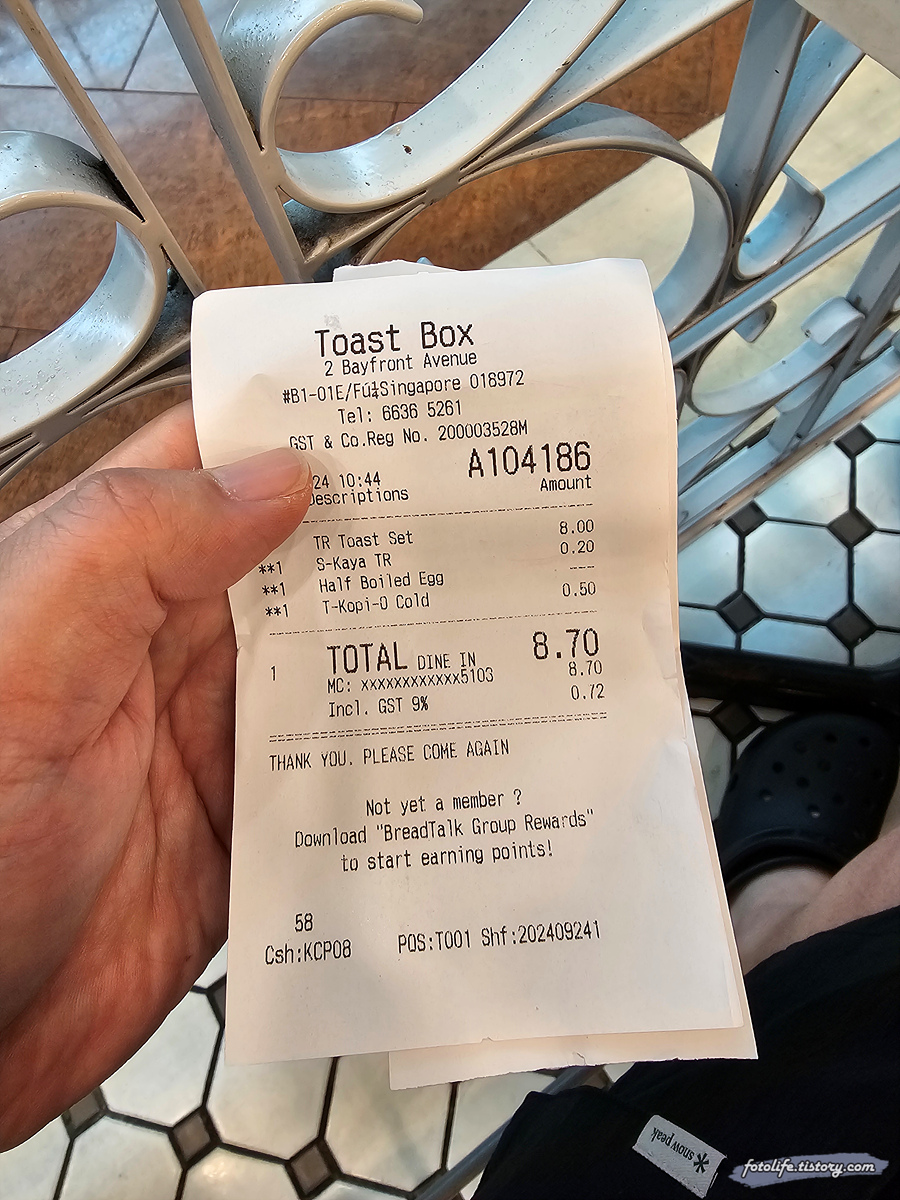 Toast Box
2 Bayfront Avenue
#B1-01E/Fú¼Singapore 018972
Tel: 6636 5261
GST & Co.Reg No. 200003528M
24 10:44 A104186
Descriptions Amount
TR Toast Set 8.00
**1 S-Kaya TR 0.20
**1 Half Boiled Egg ---
**1 T-Kopi-O Cold 0.50
1 TOTAL DINE IN 8.70
MC: xxxxxxxxxxxx5103 8.70
Incl. GST 9% 0.72
THANK YOU. PLEASE COME AGAIN
Not yet a member ?
Download "BreadTalk Group Rewards"
to start earning points!
58
Csh:KCP08 POS:T001 Shf:202409241
snow peak
fotolife.tistory.com